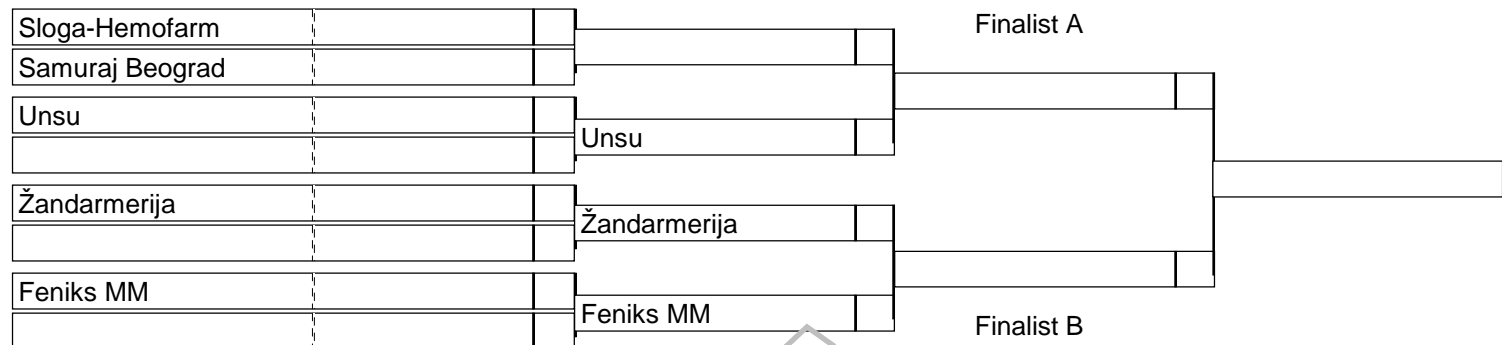 Sloga-Hemofarm
Samuraj Beograd
Unsu
Žandarmerija
Feniks MM
Unsu
Žandarmerija
Feniks MM
Finalist A
Finalist B